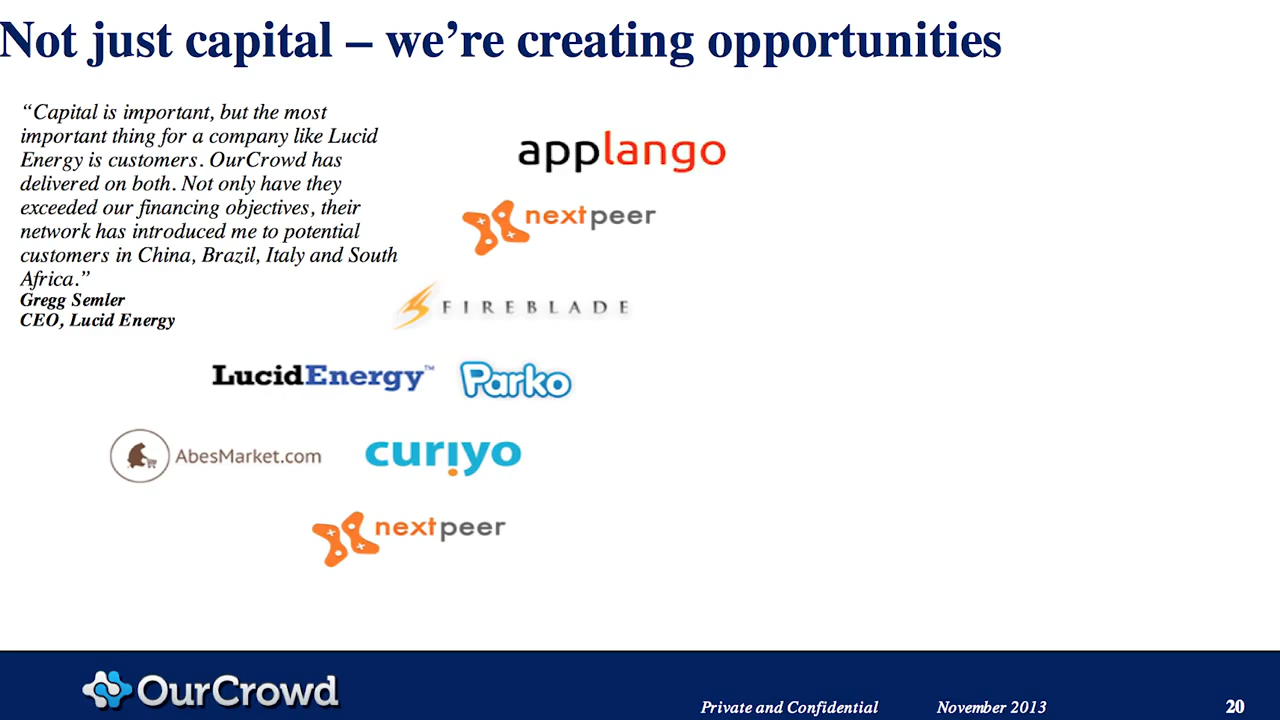 Not just capital – we’re creating opportunities
“Capital is important, but the most
important thing for a company like Lucid
Energy is customers. OurCrowd has
delivered on both. Not only have they
exceeded our financing objectives, their
network has introduced me to potential
customers in China, Brazil, Italy and South
Africa.”
Gregg Semler
CEO, Lucid Energy
applango
nextpeer
FIREBLADE
LucidEnergy™ Parko
AbesMarket.com curiyo
nextpeer
OurCrowd
Private and Confidential November 2013 20